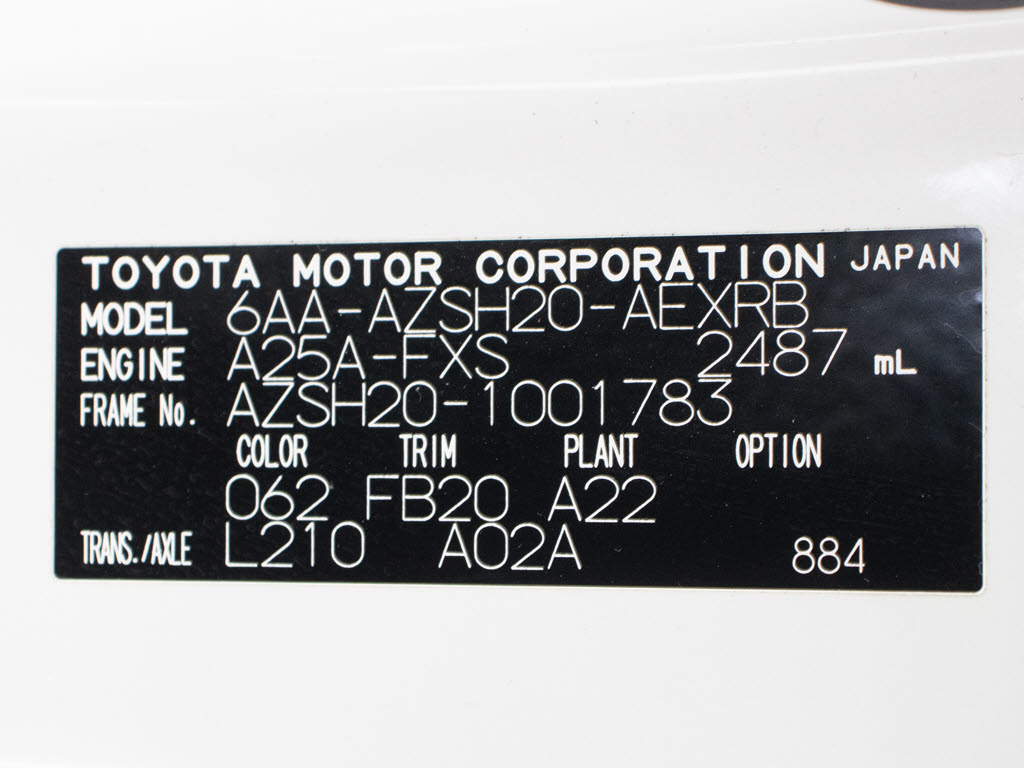 TOYOTA MOTOR CORPORATION JAPAN
MODEL 6AA-AZSH20-AEXRB
ENGINE A25A-FXS 2487 mL
FRAME No. AZSH20-1001783
COLOR TRIM PLANT OPTION
062 FB20 A22
TRANS./AXLE L210 A02A 884